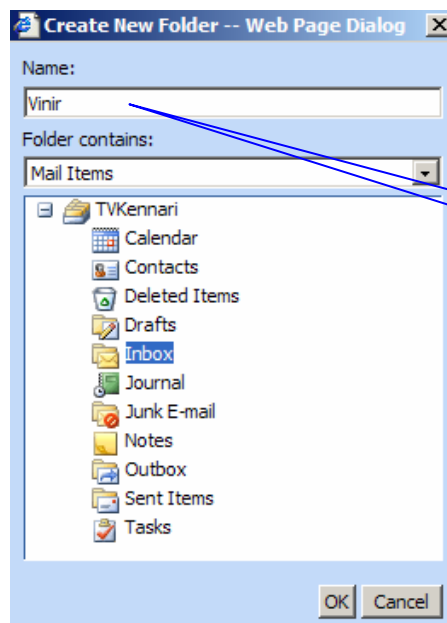 Create New Folder -- Web Page Dialog
Name:
Vinir
Folder contains:
Mail Items
TVKennari
Calendar
Contacts
Deleted Items
Drafts
Inbox
Journal
Junk E-mail
Notes
Outbox
Sent Items
Tasks
OK Cancel